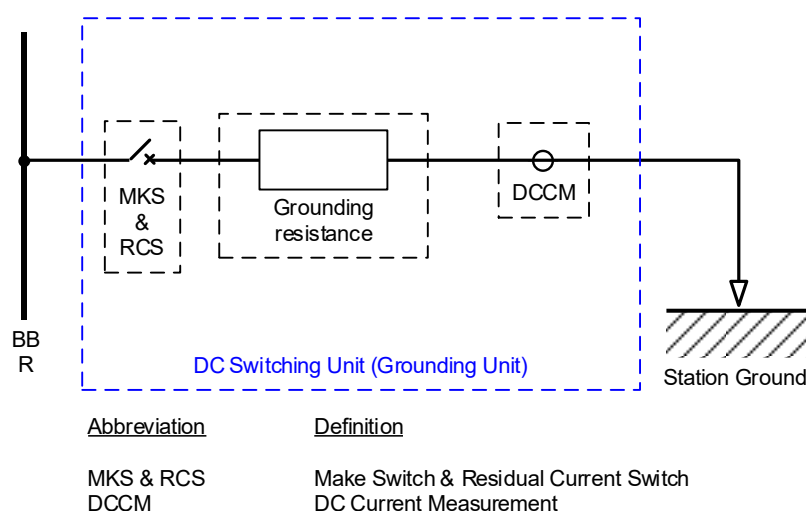 MKS
&
RCS
Grounding
resistance
DCCM
BB
R
DC Switching Unit (Grounding Unit)
Station Ground
Abbreviation Definition
MKS & RCS Make Switch & Residual Current Switch
DCCM DC Current Measurement